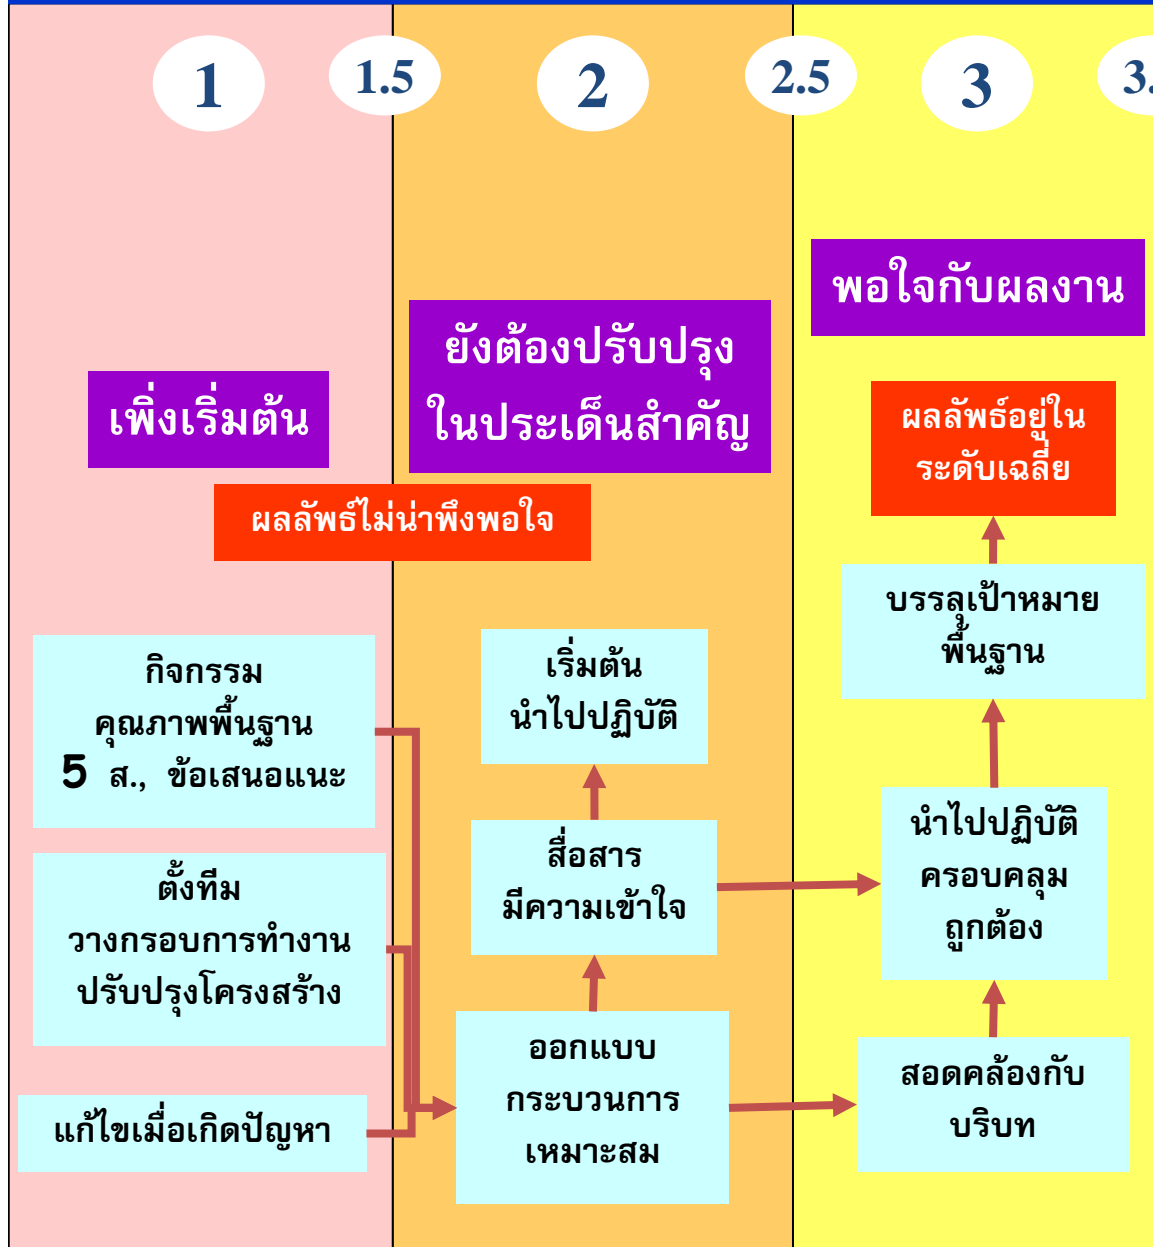 1
1.5
2
2.5
3
3.
เพิ่งเริ่มต้น
ยังต้องปรับปรุง
ในประเด็นสำคัญ
พอใจกับผลงาน
ผลลัพธ์ไม่น่าพึงพอใจ
ผลลัพธ์อยู่ใน
ระดับเฉลี่ย
กิจกรรม
คุณภาพพื้นฐาน
5 ส., ข้อเสนอแนะ
ตั้งทีม
วางกรอบการทำงาน
ปรับปรุงโครงสร้าง
แก้ไขเมื่อเกิดปัญหา
เริ่มต้น
นำไปปฏิบัติ
สื่อสาร
มีความเข้าใจ
ออกแบบ
กระบวนการ
เหมาะสม
บรรลุเป้าหมาย
พื้นฐาน
นำไปปฏิบัติ
ครอบคลุม
ถูกต้อง
สอดคล้องกับ
บริบท